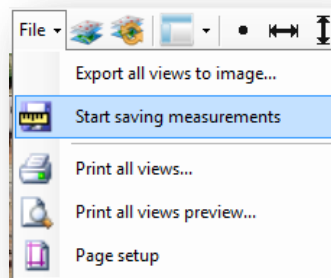 File
Export all views to image...
Start saving measurements
Print all views...
Print all views preview...
Page setup